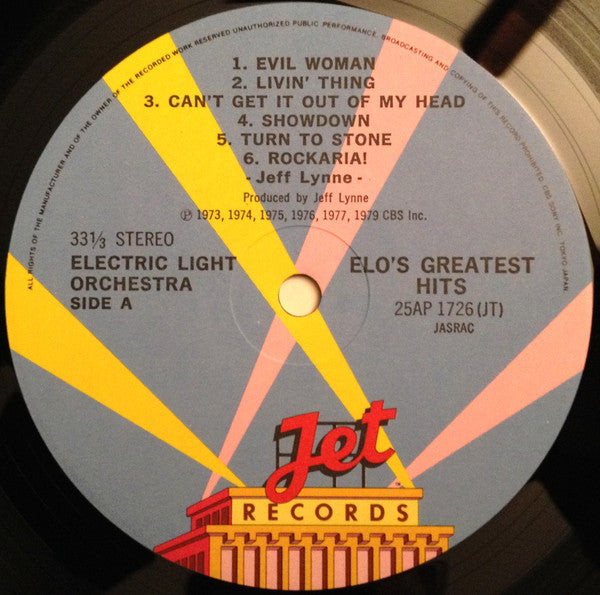 ALL RIGHTS OF THE MANUFACTURER AND OF THE OWNER OF THE RECORDED WORK RESERVED UNAUTHORIZED PUBLIC PERFORMANCE, BROADCASTING AND COPYING OF THIS RECORD PROHIBITED CBS SONY INC. TOKYO JAPAN
1. EVIL WOMAN
2. LIVIN' THING
3. CAN'T GET IT OUT OF MY HEAD
4. SHOWDOWN
5. TURN TO STONE
6. ROCKARIA!
- Jeff Lynne -
Produced by Jeff Lynne
℗ 1973, 1974, 1975, 1976, 1977, 1979 CBS Inc.
33⅓ STEREO
ELECTRIC LIGHT
ORCHESTRA
SIDE A
ELO'S GREATEST
HITS
25AP 1726(JT)
JASRAC
Jet
RECORDS